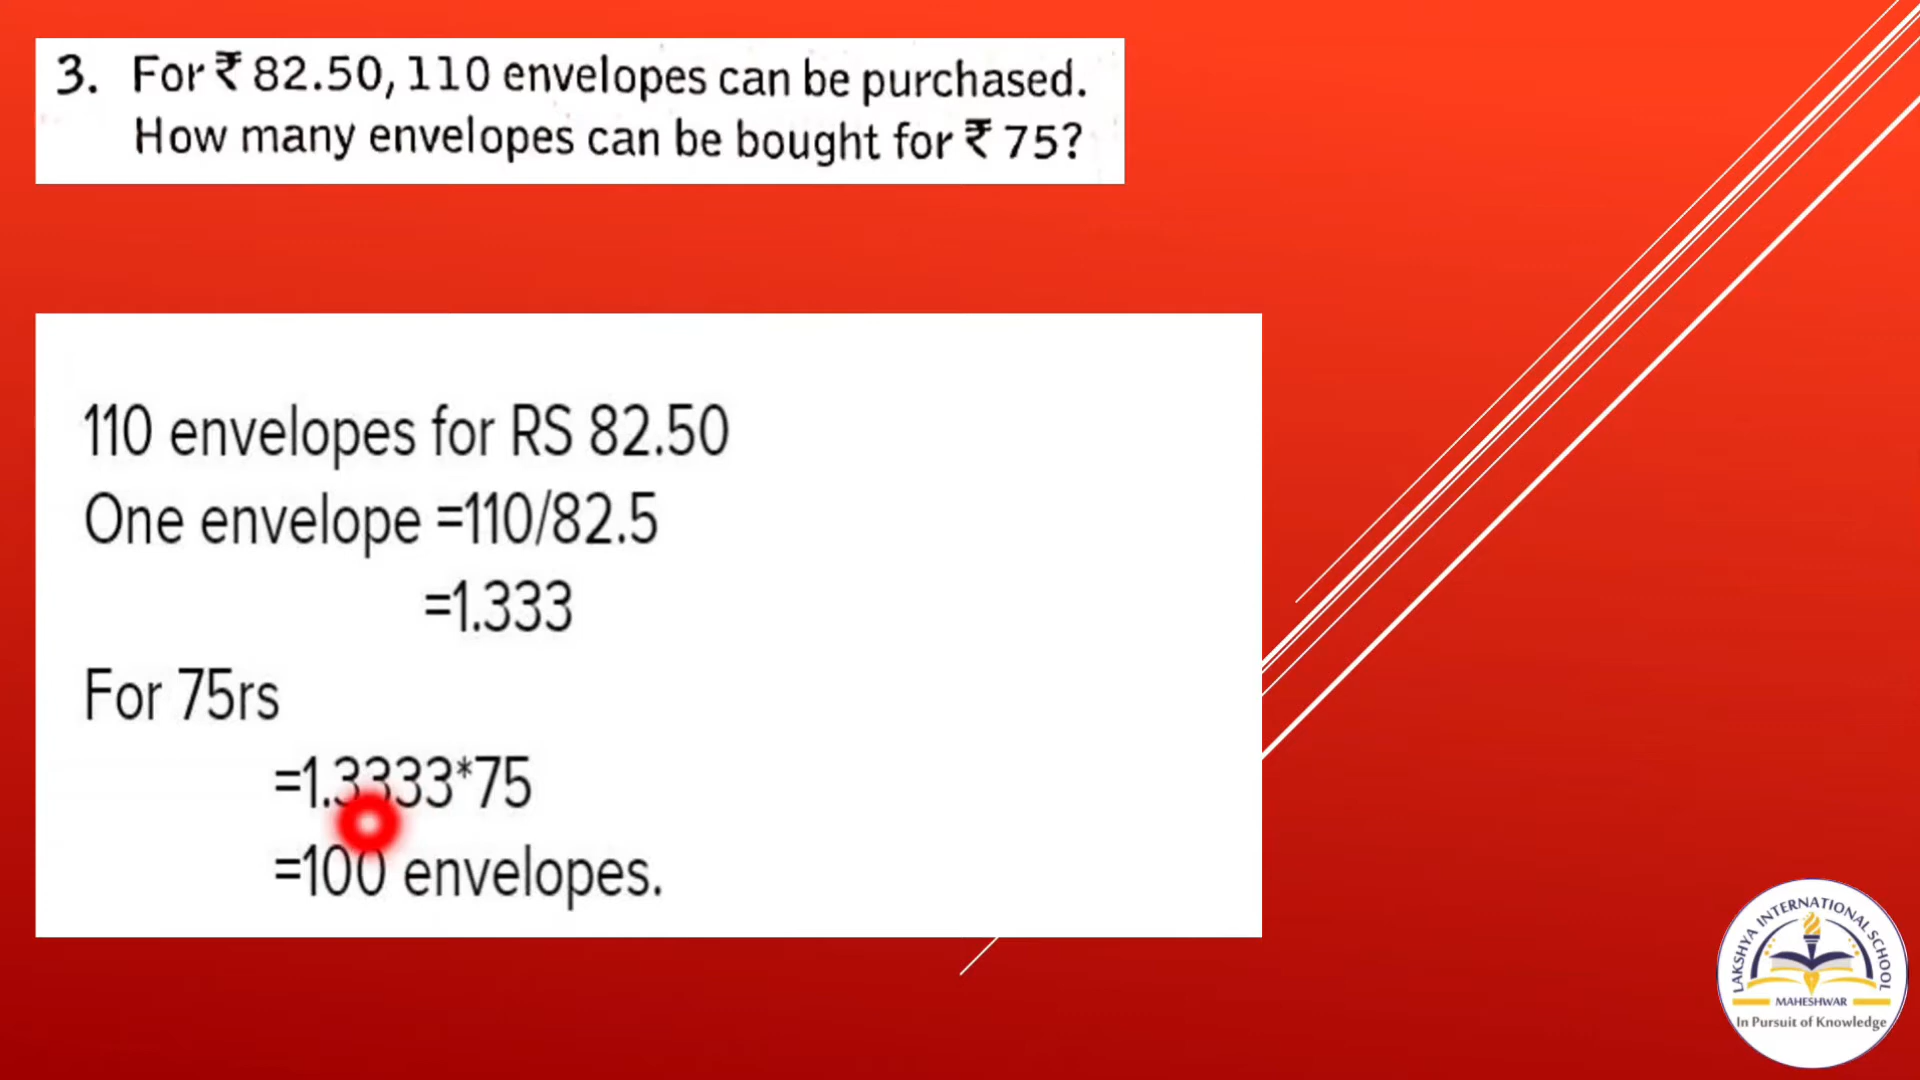 3. For ₹ 82.50, 110 envelopes can be purchased.
How many envelopes can be bought for ₹ 75?
110 envelopes for RS 82.50
One envelope =110/82.5
=1.333
For 75rs
=1.3333*75
=100 envelopes.
LAKSHYA INTERNATIONAL SCHOOL
MAHESHWAR
In Pursuit of Knowledge